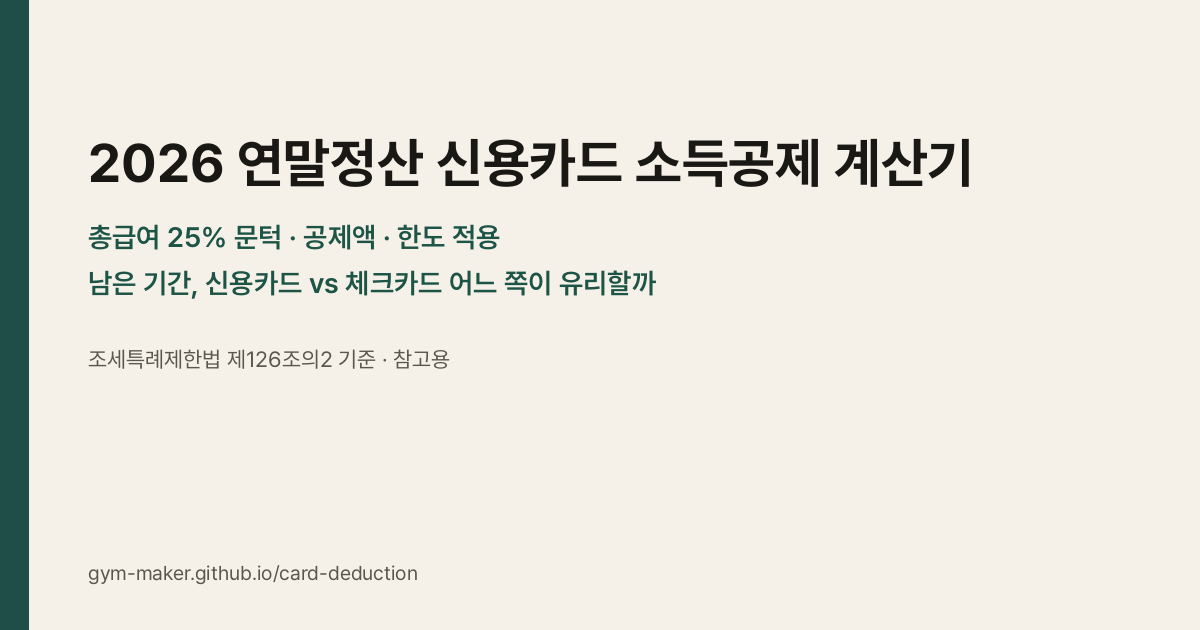 2026 연말정산 신용카드 소득공제 계산기
총급여 25% 문턱 · 공제액 · 한도 적용
남은 기간, 신용카드 vs 체크카드 어느 쪽이 유리할까
조세특례제한법 제126조의2 기준 · 참고용
gym-maker.github.io/card-deduction